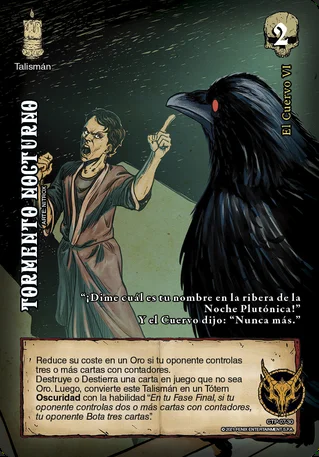 2
Talismán
El Cuervo VI
TORMENTO NOCTURNO
“¡Dime cuál es tu nombre en la ribera de la
Noche Plutónica!”
Y el Cuervo dijo: “Nunca más.”
Reduce su coste en un Oro si tu oponente controlas
tres o más cartas con contadores.
Destruye o Destierra una carta en juego que no sea
Oro. Luego, convierte este Talismán en un Tótem
Oscuridad con la habilidad “En tu Fase Final, si tu
oponente controlas dos o más cartas con contadores,
tu oponente Bota tres cartas”.
© 2021 FENIX ENTERTAINMENT S.P.A